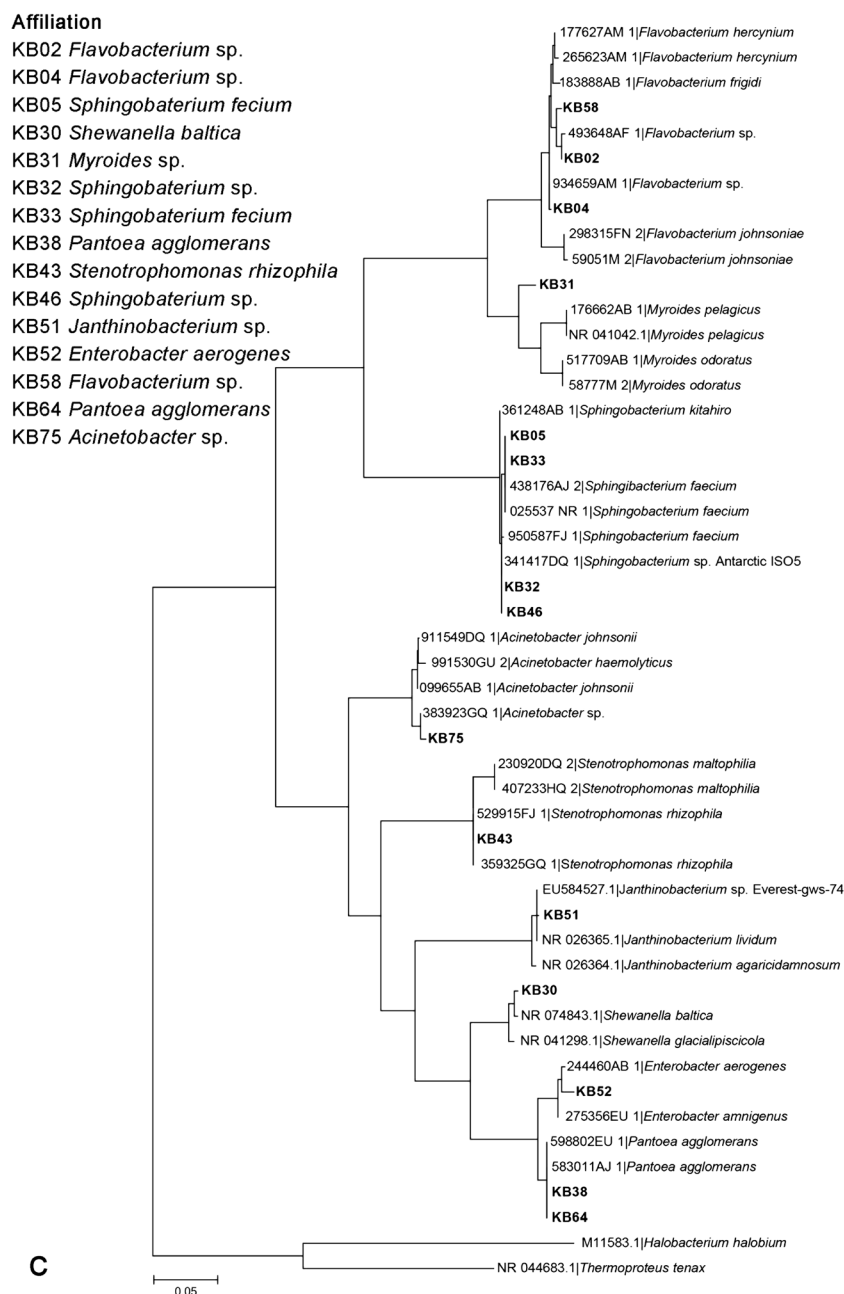 Affiliation
KB02 Flavobacterium sp.
KB04 Flavobacterium sp.
KB05 Sphingobaterium fecium
KB30 Shewanella baltica
KB31 Myroides sp.
KB32 Sphingobaterium sp.
KB33 Sphingobaterium fecium
KB38 Pantoea agglomerans
KB43 Stenotrophomonas rhizophila
KB46 Sphingobaterium sp.
KB51 Janthinobacterium sp.
KB52 Enterobacter aerogenes
KB58 Flavobacterium sp.
KB64 Pantoea agglomerans
KB75 Acinetobacter sp.
177627AM 1|Flavobacterium hercynium
265623AM 1|Flavobacterium hercynium
183888AB 1|Flavobacterium frigidi
KB58
493648AF 1|Flavobacterium sp.
KB02
934659AM 1|Flavobacterium sp.
KB04
298315FN 2|Flavobacterium johnsoniae
59051M 2|Flavobacterium johnsoniae
KB31
176662AB 1|Myroides pelagicus
NR 041042.1|Myroides pelagicus
517709AB 1|Myroides odoratus
58777M 2|Myroides odoratus
361248AB 1|Sphingobacterium kitahiro
KB05
KB33
438176AJ 2|Sphingibacterium faecium
025537 NR 1|Sphingobacterium faecium
950587FJ 1|Sphingobacterium faecium
341417DQ 1|Sphingobacterium sp. Antarctic ISO5
KB32
KB46
911549DQ 1|Acinetobacter johnsonii
991530GU 2|Acinetobacter haemolyticus
099655AB 1|Acinetobacter johnsonii
383923GQ 1|Acinetobacter sp.
KB75
230920DQ 2|Stenotrophomonas maltophilia
407233HQ 2|Stenotrophomonas maltophilia
529915FJ 1|Stenotrophomonas rhizophila
KB43
359325GQ 1|Stenotrophomonas rhizophila
EU584527.1|Janthinobacterium sp. Everest-gws-74
KB51
NR 026365.1|Janthinobacterium lividum
NR 026364.1|Janthinobacterium agaricidamnosum
KB30
NR 074843.1|Shewanella baltica
NR 041298.1|Shewanella glacialipiscicola
244460AB 1|Enterobacter aerogenes
KB52
275356EU 1|Enterobacter amnigenus
598802EU 1|Pantoea agglomerans
583011AJ 1|Pantoea agglomerans
KB38
KB64
M11583.1|Halobacterium halobium
NR 044683.1|Thermoproteus tenax
C
0.05